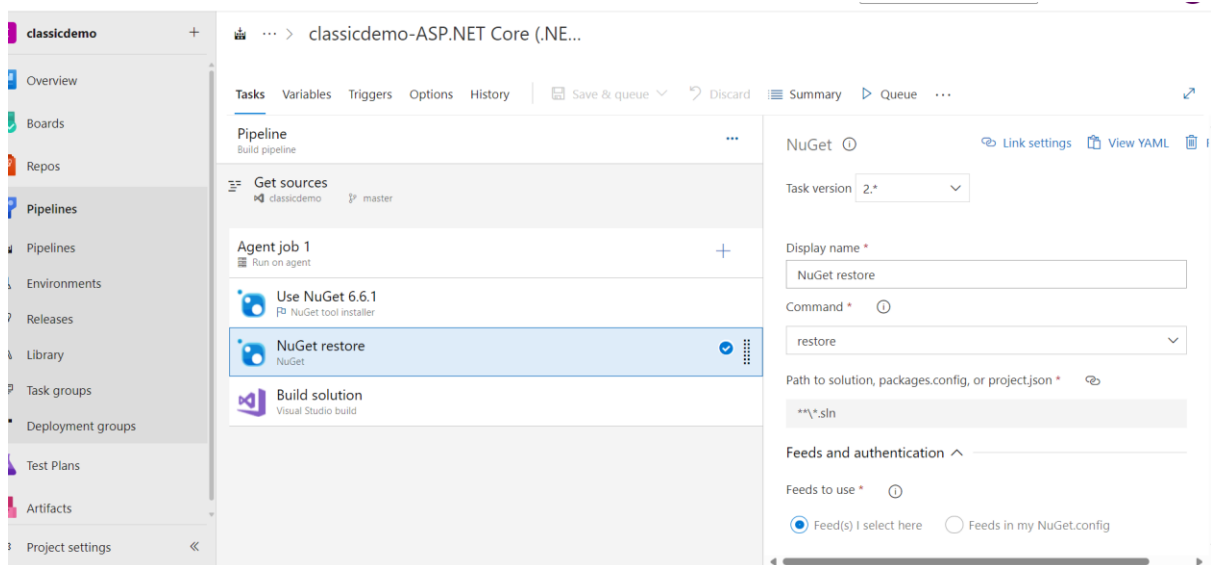 classicdemo +
Overview
Boards
Repos
Pipelines
Pipelines
Environments
Releases
Library
Task groups
Deployment groups
Test Plans
Artifacts
Project settings
··· > classicdemo-ASP.NET Core (.NE...
Tasks Variables Triggers Options History Save & queue Discard Summary Queue ...
Pipeline
Build pipeline
Get sources
classicdemo master
Agent job 1
Run on agent
Use NuGet 6.6.1
NuGet tool installer
NuGet restore
NuGet
Build solution
Visual Studio build
NuGet Link settings View YAML
Task version 2.*
Display name *
NuGet restore
Command *
restore
Path to solution, packages.config, or project.json *
**\*.sln
Feeds and authentication
Feeds to use *
Feed(s) I select here Feeds in my NuGet.config